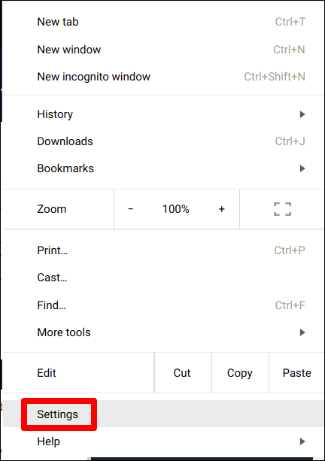 New tab Ctrl+T
New window Ctrl+N
New incognito window Ctrl+Shift+N
History
Downloads Ctrl+J
Bookmarks
Zoom - 100% +
Print... Ctrl+P
Cast...
Find... Ctrl+F
More tools
Edit Cut Copy Paste
Settings
Help